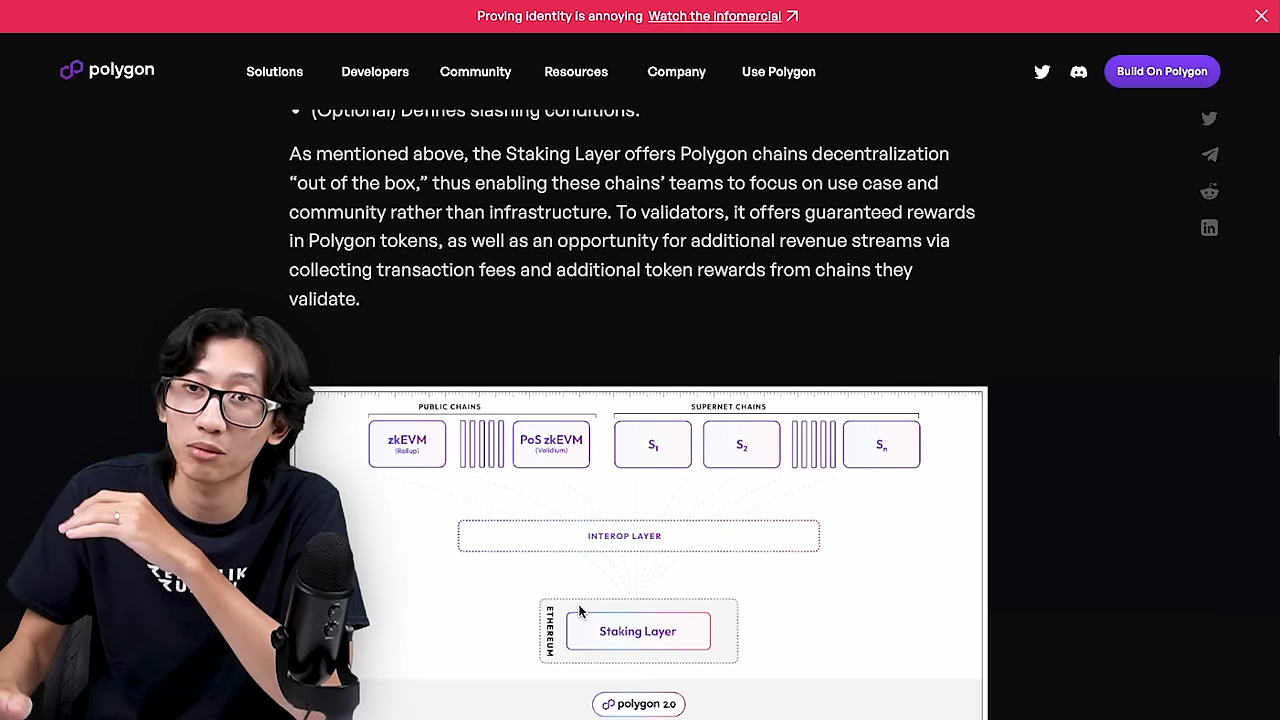 Proving identity is annoying Watch the infomercial
polygon
Solutions
Developers
Community
Resources
Company
Use Polygon
Build On Polygon
(Optional) Defines slashing conditions.
As mentioned above, the Staking Layer offers Polygon chains decentralization
“out of the box,” thus enabling these chains’ teams to focus on use case and
community rather than infrastructure. To validators, it offers guaranteed rewards
in Polygon tokens, as well as an opportunity for additional revenue streams via
collecting transaction fees and additional token rewards from chains they
validate.
PUBLIC CHAINS
SUPERNET CHAINS
zkEVM
(Rollup)
PoS zkEVM
(Validium)
S1
S2
Sn
INTEROP LAYER
ETHEREUM
Staking Layer
polygon 2.0